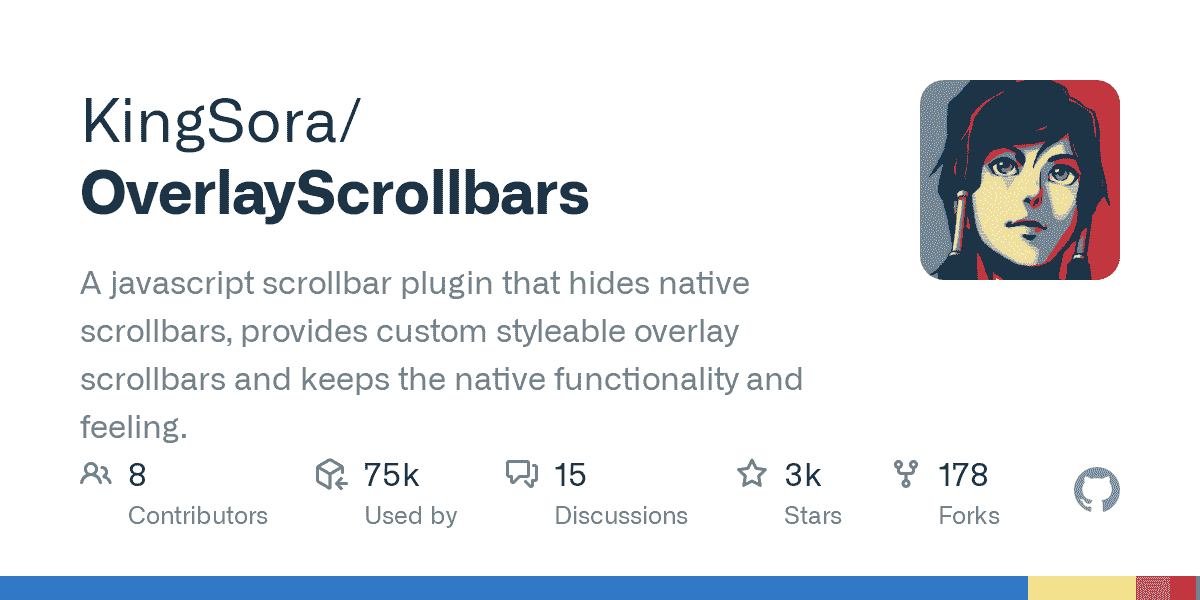 KingSora/
OverlayScrollbars
A javascript scrollbar plugin that hides native
scrollbars, provides custom styleable overlay
scrollbars and keeps the native functionality and
feeling.
8
Contributors
75k
Used by
15
Discussions
3k
Stars
178
Forks